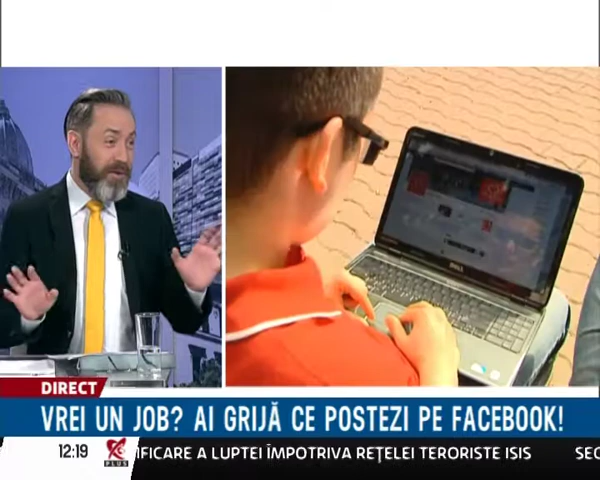 DELL
DIRECT
VREI UN JOB? AI GRIJĂ CE POSTEZI PE FACEBOOK!
12:19 PLUS IFICARE A LUPTEI ÎMPOTRIVA REȚELEI TERORISTE ISIS SEC